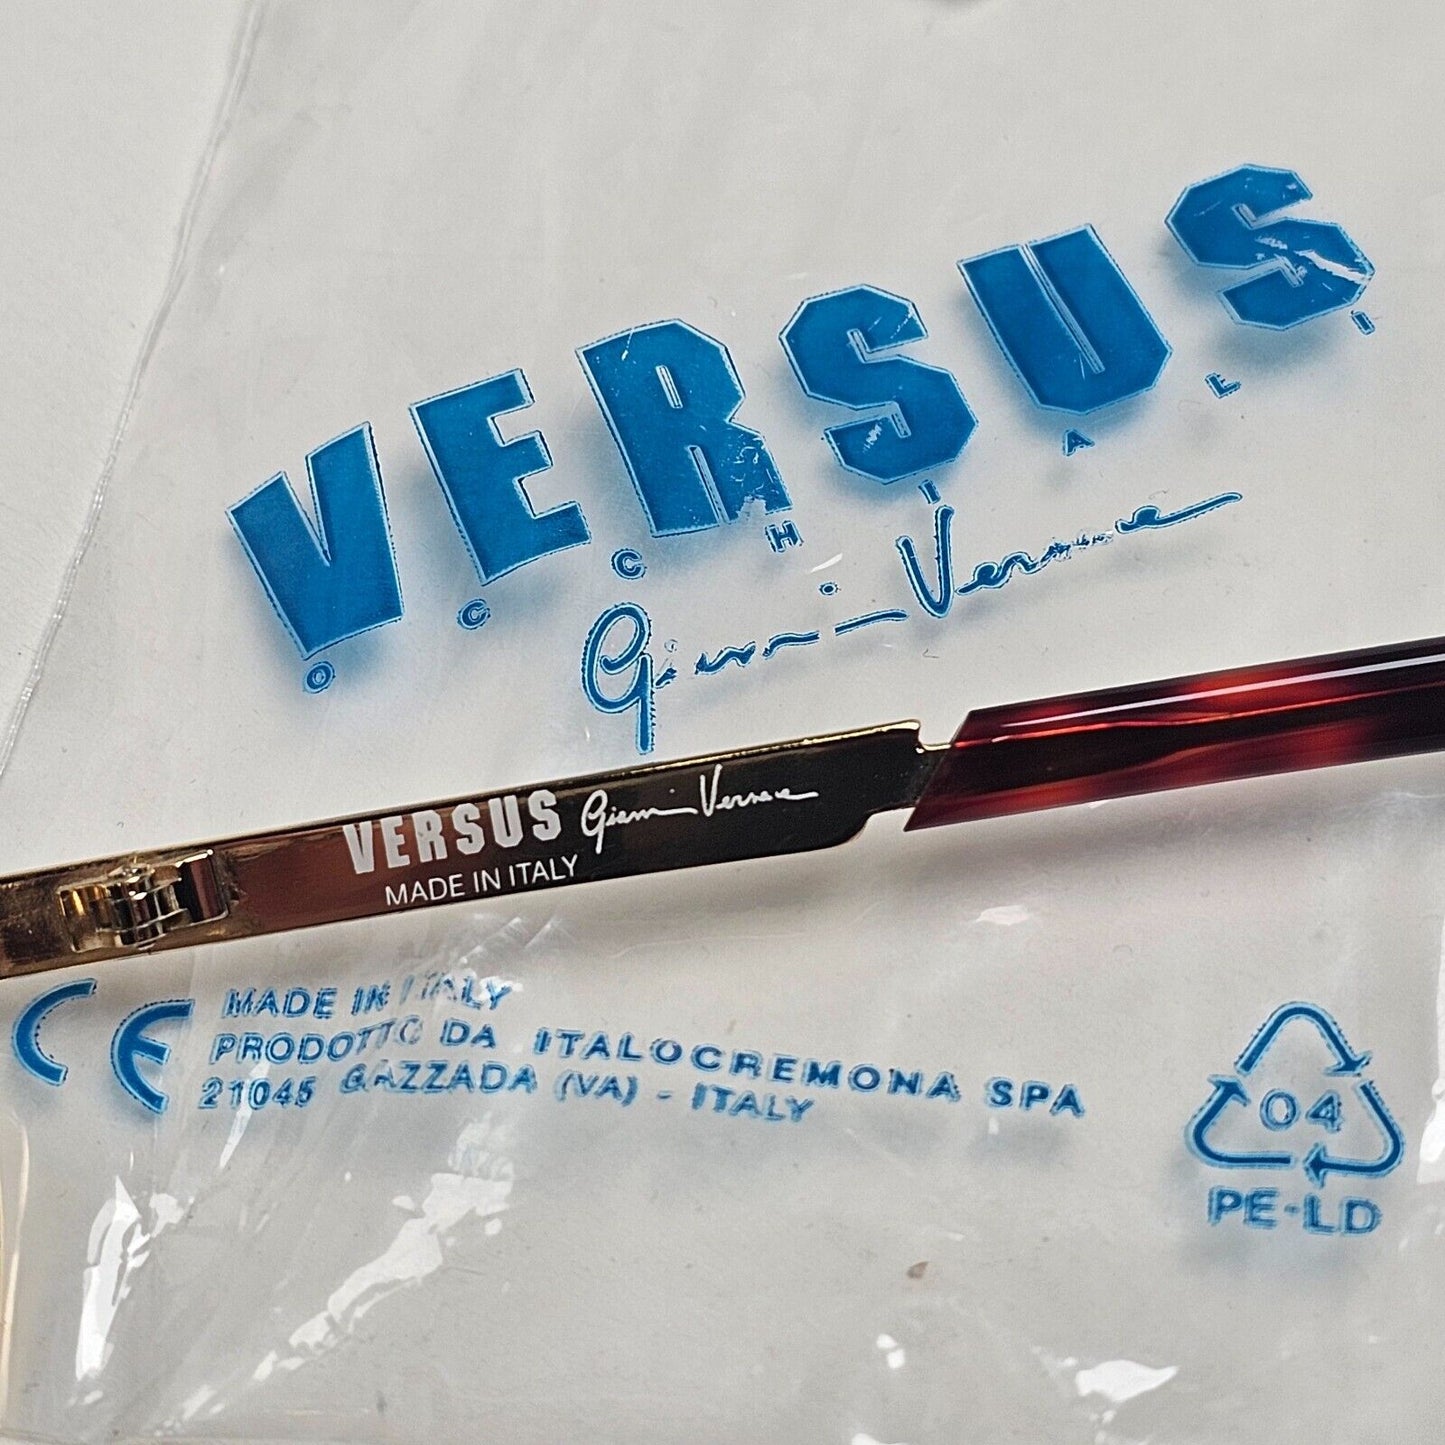 VERSUS
OCCHIALI
Gianni Versace
VERSUS Gianni Versace
MADE IN ITALY
CE MADE IN ITALY
PRODOTTO DA ITALOCREMONA SPA
21045 GAZZADA (VA) - ITALY
04
PE-LD